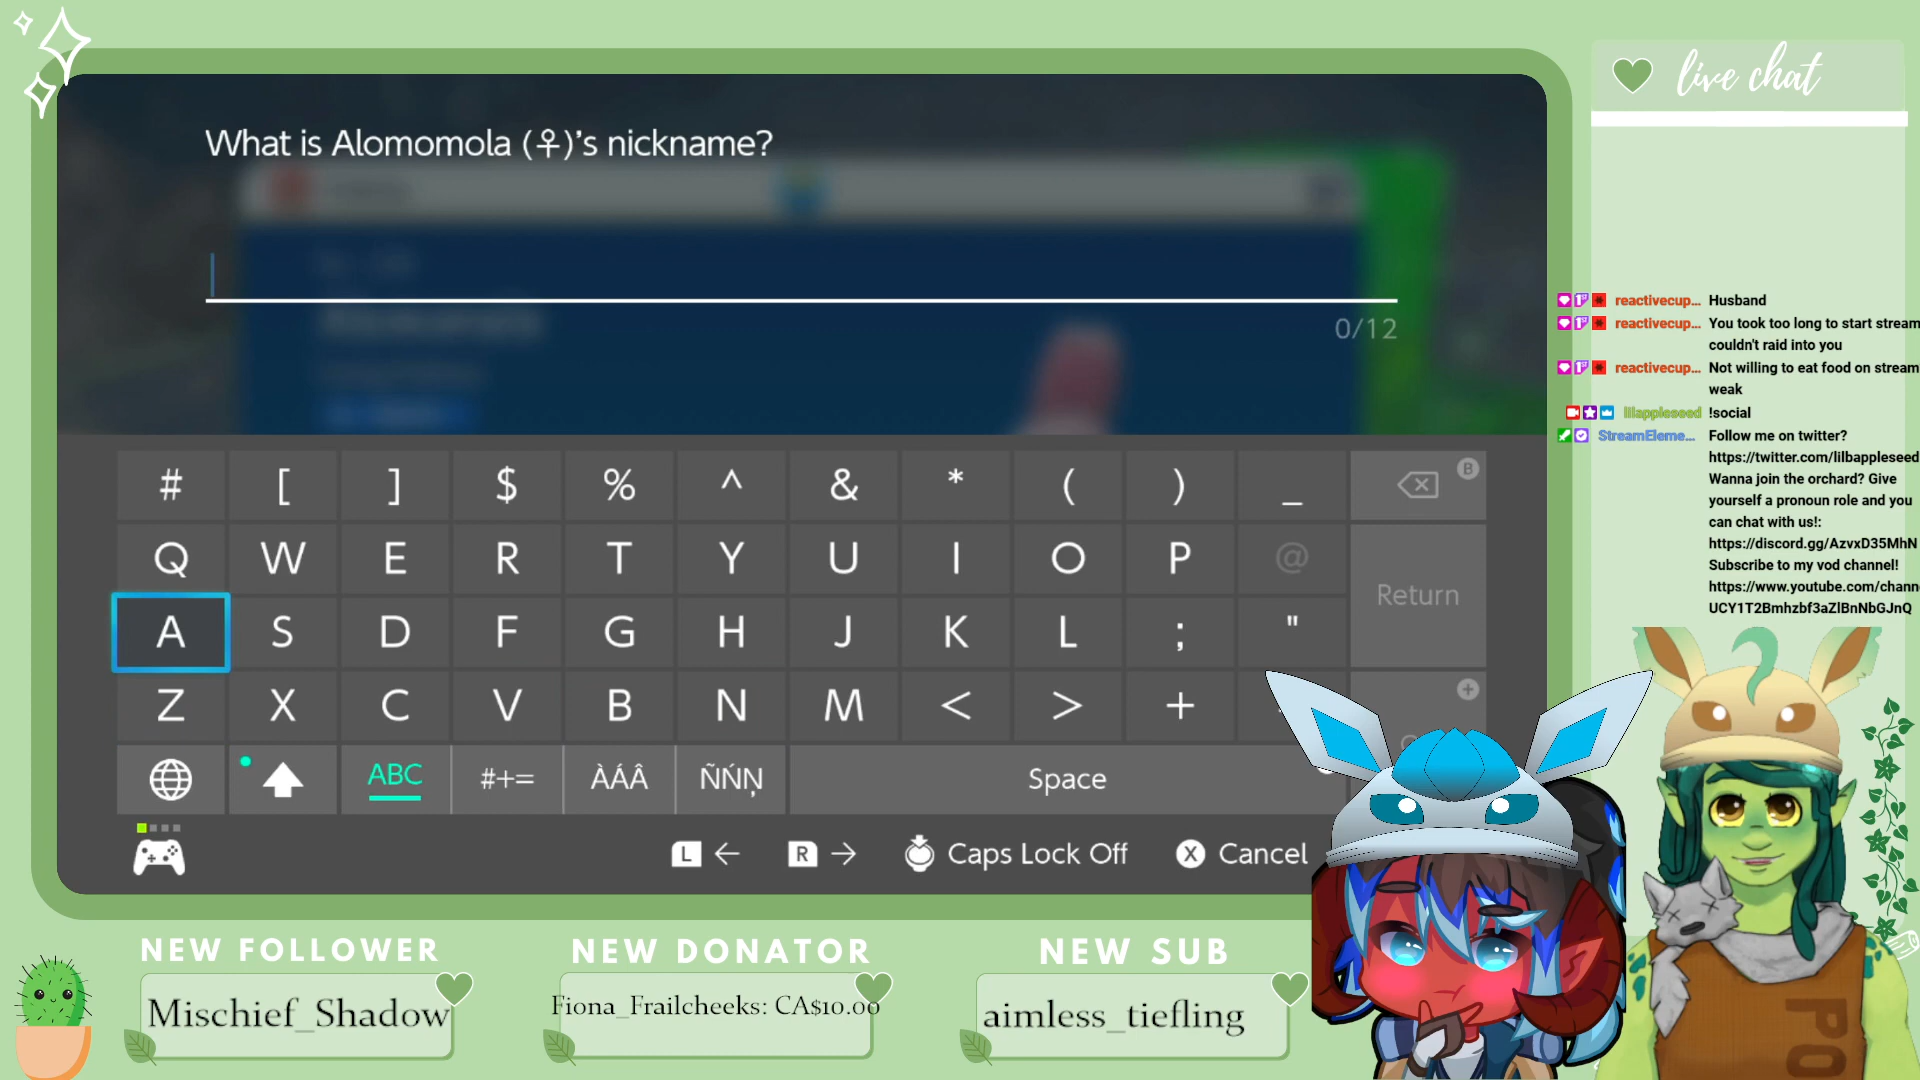 live chat
What is Alomomola (♀)'s nickname?
0/12
reactivecup... Husband
reactivecup... You took too long to start stream
couldn't raid into you
reactivecup... Not willing to eat food on stream
weak
lilappleseed !social
StreamEleme... Follow me on twitter?
https://twitter.com/lilbappleseed
Wanna join the orchard? Give
yourself a pronoun role and you
can chat with us!:
https://discord.gg/AzvxD35MhN
Subscribe to my vod channel!
https://www.youtube.com/chann
UCY1T2Bmhzbf3aZlBnNbGJnQ
# [ ] $ % ^ & * ( ) _ B
Q W E R T Y U I O P @ Return
A S D F G H J K L ; "
Z X C V B N M < > + +
ABC #+= ÀÁÂ ÑŃŅ Space
L ← R → Caps Lock Off X Cancel
NEW FOLLOWER NEW DONATOR NEW SUB
Mischief_Shadow Fiona_Frailcheeks: CA$10.00 aimless_tiefling
PO